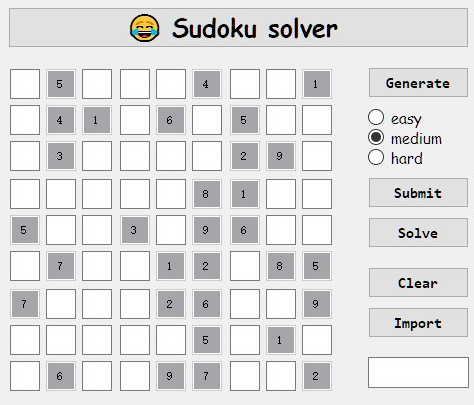 😂 Sudoku solver
5 4 1
Generate
4 1 6 5
easy
medium
3 2 9
hard
8 1
Submit
5 3 9 6
Solve
7 1 2 8 5
Clear
7 2 6 9
Import
5 1
6 9 7 2